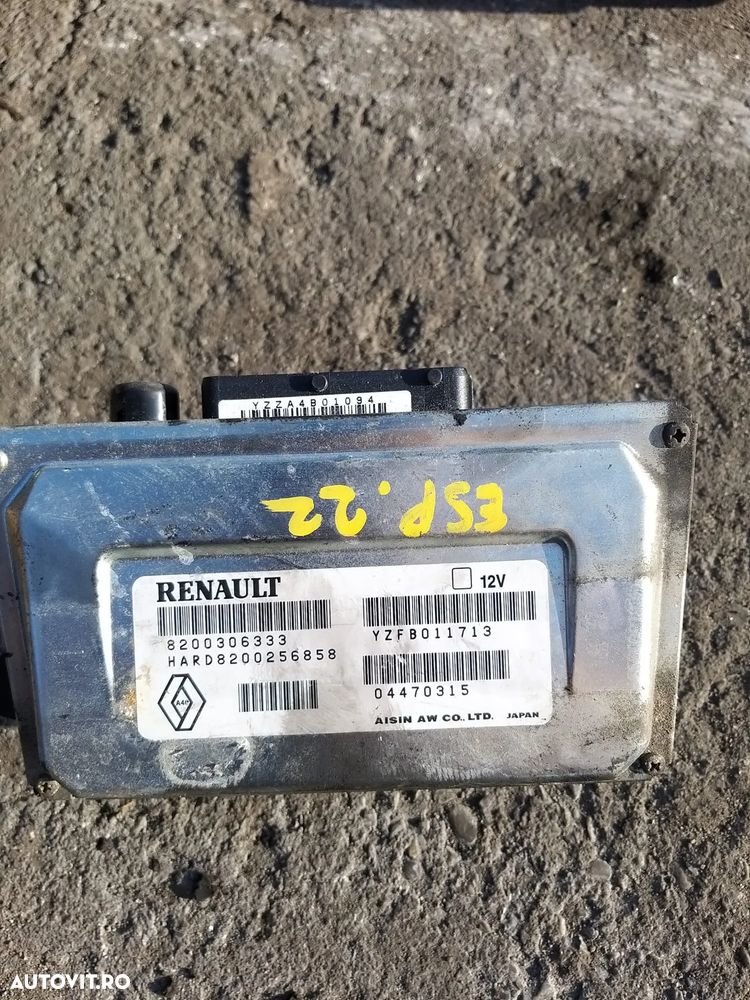 YZZA4B01094
ESP.22
RENAULT
12V
8200306333
YZFB011713
HARD8200256858
04470315
AISIN AW CO., LTD. JAPAN
AUTOVIT.RO